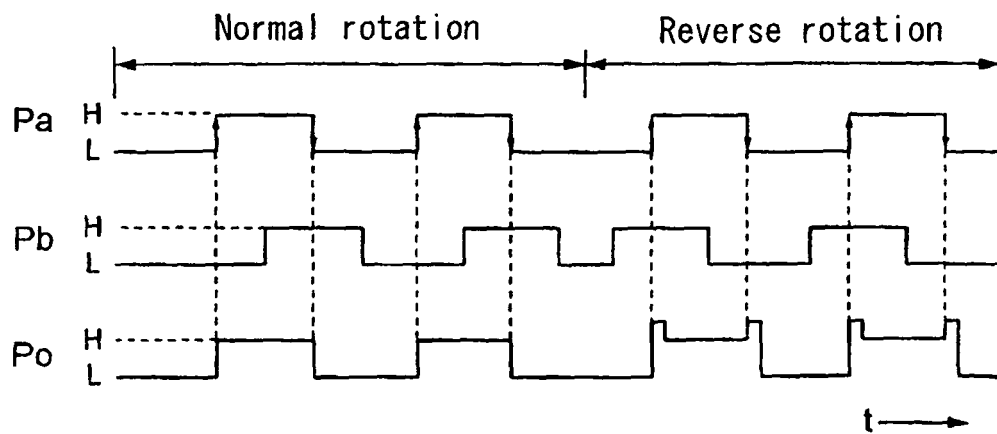 Normal rotation
Reverse rotation
Pa H
L
Pb H
L
Po H
L
t